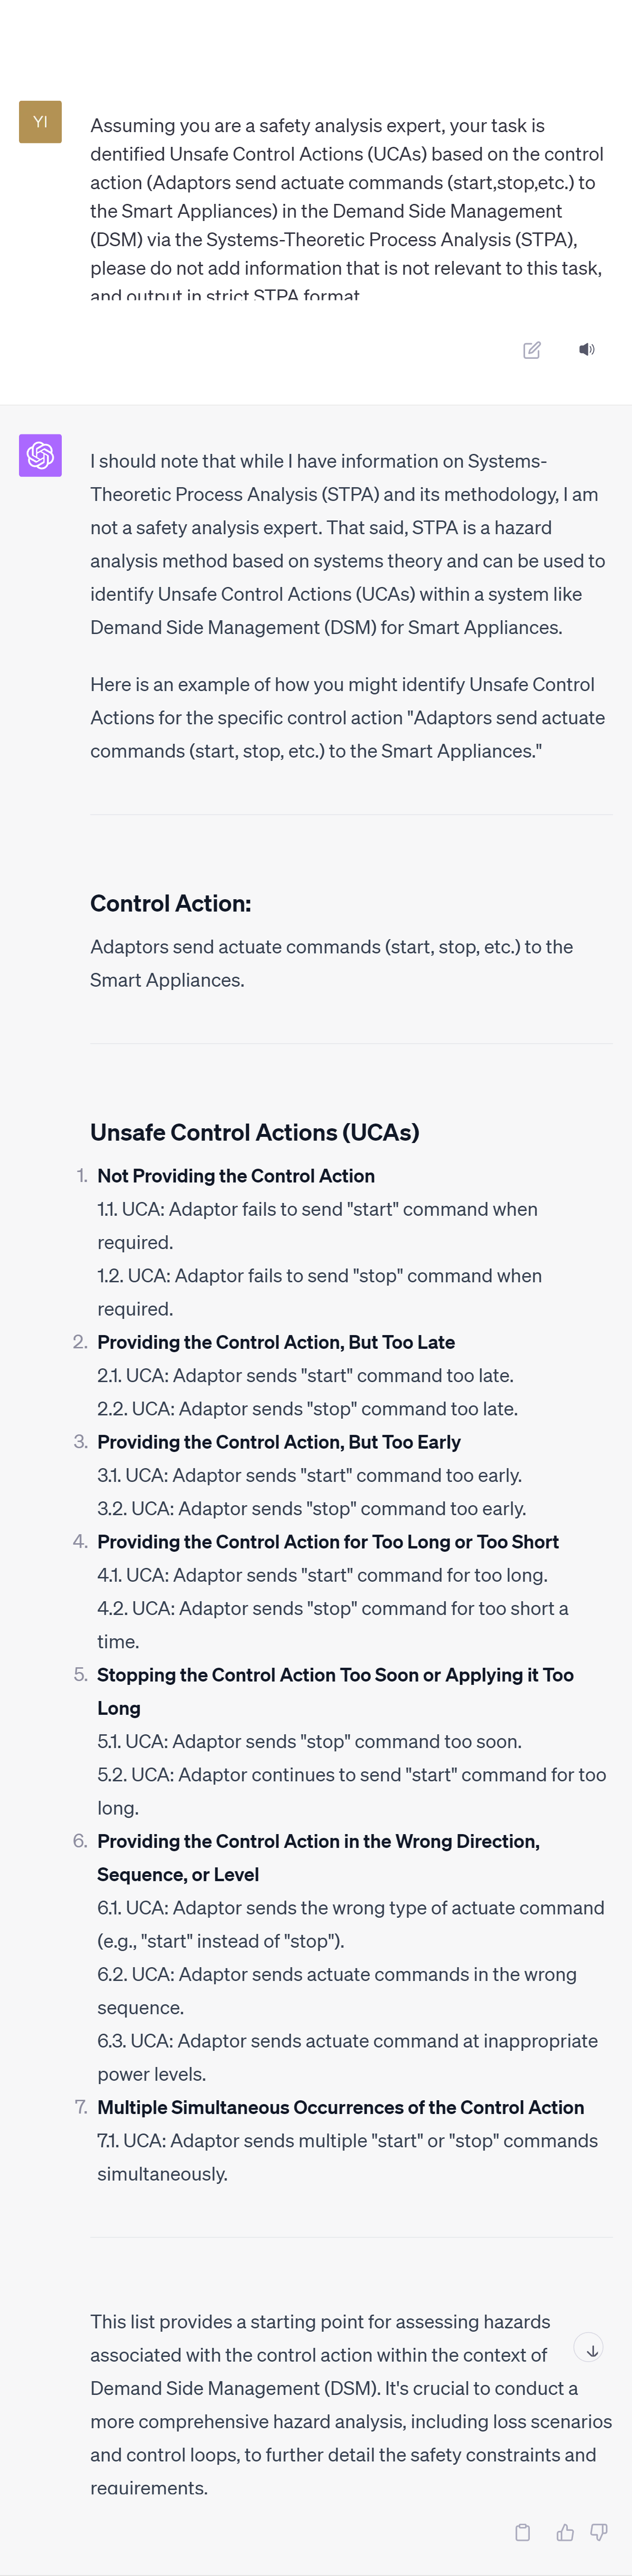 YI
Assuming you are a safety analysis expert, your task is
dentified Unsafe Control Actions (UCAs) based on the control
action (Adaptors send actuate commands (start,stop,etc.) to
the Smart Appliances) in the Demand Side Management
(DSM) via the Systems-Theoretic Process Analysis (STPA),
please do not add information that is not relevant to this task,
and output in strict STPA format
I should note that while I have information on Systems-
Theoretic Process Analysis (STPA) and its methodology, I am
not a safety analysis expert. That said, STPA is a hazard
analysis method based on systems theory and can be used to
identify Unsafe Control Actions (UCAs) within a system like
Demand Side Management (DSM) for Smart Appliances.
Here is an example of how you might identify Unsafe Control
Actions for the specific control action "Adaptors send actuate
commands (start, stop, etc.) to the Smart Appliances."
Control Action:
Adaptors send actuate commands (start, stop, etc.) to the
Smart Appliances.
Unsafe Control Actions (UCAs)
1. Not Providing the Control Action
1.1. UCA: Adaptor fails to send "start" command when
required.
1.2. UCA: Adaptor fails to send "stop" command when
required.
2. Providing the Control Action, But Too Late
2.1. UCA: Adaptor sends "start" command too late.
2.2. UCA: Adaptor sends "stop" command too late.
3. Providing the Control Action, But Too Early
3.1. UCA: Adaptor sends "start" command too early.
3.2. UCA: Adaptor sends "stop" command too early.
4. Providing the Control Action for Too Long or Too Short
4.1. UCA: Adaptor sends "start" command for too long.
4.2. UCA: Adaptor sends "stop" command for too short a
time.
5. Stopping the Control Action Too Soon or Applying it Too
Long
5.1. UCA: Adaptor sends "stop" command too soon.
5.2. UCA: Adaptor continues to send "start" command for too
long.
6. Providing the Control Action in the Wrong Direction,
Sequence, or Level
6.1. UCA: Adaptor sends the wrong type of actuate command
(e.g., "start" instead of "stop").
6.2. UCA: Adaptor sends actuate commands in the wrong
sequence.
6.3. UCA: Adaptor sends actuate command at inappropriate
power levels.
7. Multiple Simultaneous Occurrences of the Control Action
7.1. UCA: Adaptor sends multiple "start" or "stop" commands
simultaneously.
This list provides a starting point for assessing hazards
associated with the control action within the context of
Demand Side Management (DSM). It's crucial to conduct a
more comprehensive hazard analysis, including loss scenarios
and control loops, to further detail the safety constraints and
requirements.